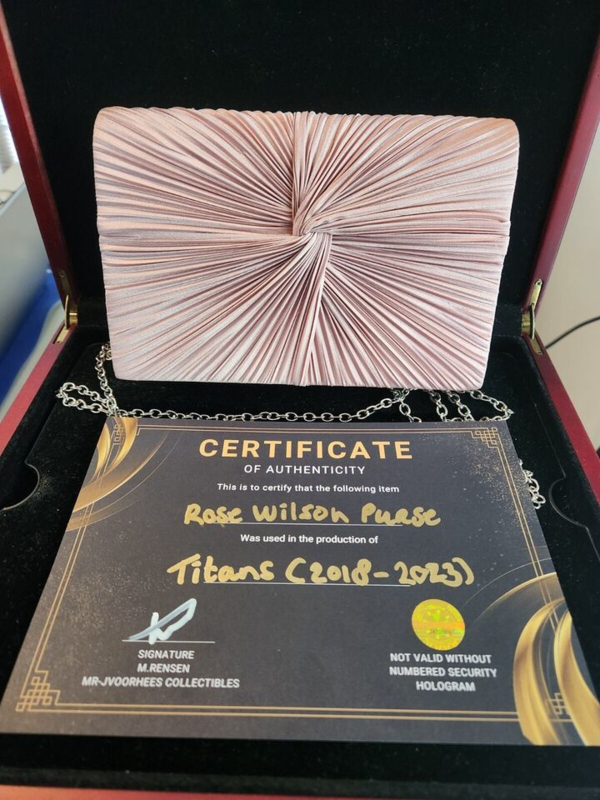 CERTIFICATE
OF AUTHENTICITY
This is to certify that the following item
Rose Wilson Purse
Was used in the production of
Titans (2018-2023)
SIGNATURE
M.RENSEN
MR-JVOORHEES COLLECTIBLES
NOT VALID WITHOUT
NUMBERED SECURITY
HOLOGRAM